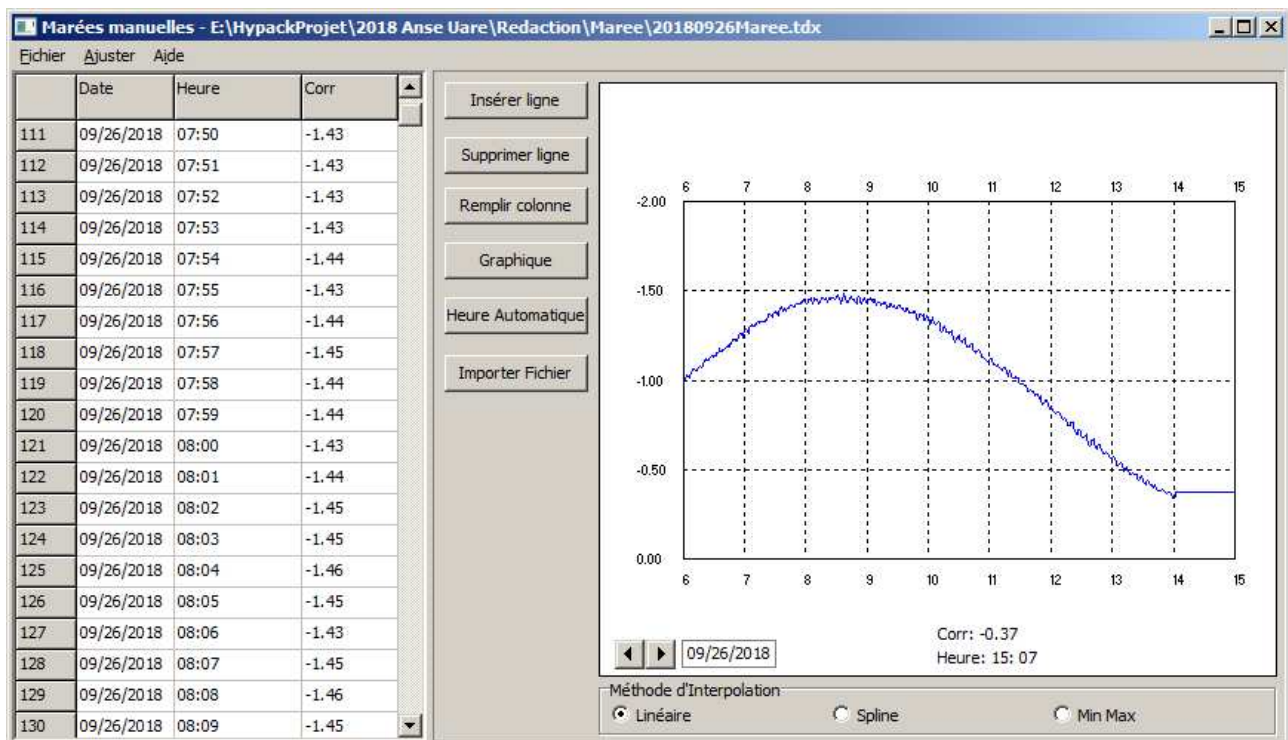 Marées manuelles - E:\HypackProjet\2018 Anse Uare\Redaction\Maree\20180926Maree.tdx
Fichier Ajuster Aide
Date Heure Corr
111 09/26/2018 07:50 -1.43
112 09/26/2018 07:51 -1.43
113 09/26/2018 07:52 -1.43
114 09/26/2018 07:53 -1.43
115 09/26/2018 07:54 -1.44
116 09/26/2018 07:55 -1.43
117 09/26/2018 07:56 -1.44
118 09/26/2018 07:57 -1.45
119 09/26/2018 07:58 -1.44
120 09/26/2018 07:59 -1.44
121 09/26/2018 08:00 -1.43
122 09/26/2018 08:01 -1.44
123 09/26/2018 08:02 -1.45
124 09/26/2018 08:03 -1.45
125 09/26/2018 08:04 -1.46
126 09/26/2018 08:05 -1.45
127 09/26/2018 08:06 -1.43
128 09/26/2018 08:07 -1.45
129 09/26/2018 08:08 -1.46
130 09/26/2018 08:09 -1.45
Insérer ligne
Supprimer ligne
Remplir colonne
Graphique
Heure Automatique
Importer Fichier
6 7 8 9 10 11 12 13 14 15
-2.00
-1.50
-1.00
-0.50
0.00
6 7 8 9 10 11 12 13 14 15
Corr: -0.37
09/26/2018
Heure: 15: 07
Méthode d'Interpolation
Linéaire Spline Min Max